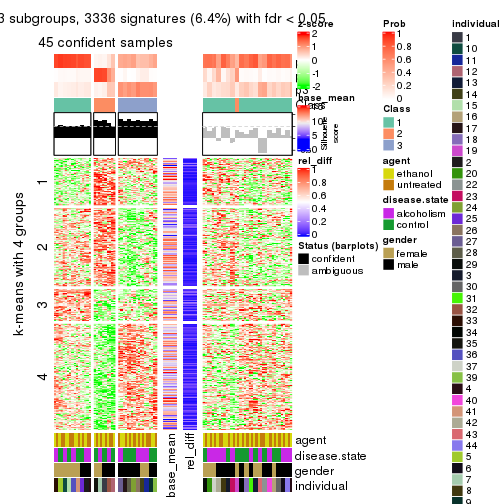 3 subgroups, 3336 signatures (6.4%) with fdr < 0.05
45 confident samples
k-means with 4 groups
1
2
3
4
Silhouette
score
base_mean
rel_diff
agent
disease.state
gender
individual
z-score
2
1
0
-1
-2
base_mean
15
rel_diff
1
0.8
0.6
0.4
0.2
0
Status (barplots)
confident
ambiguous
Prob
1
0.8
0.6
0.4
0.2
0
Class
1
2
3
agent
ethanol
untreated
disease.state
alcoholism
control
gender
female
male
individual
1
10
11
12
13
14
15
16
17
18
19
2
20
22
23
24
25
26
27
28
29
3
30
31
32
33
34
35
36
37
39
4
40
41
42
43
44
5
6
7
8
9